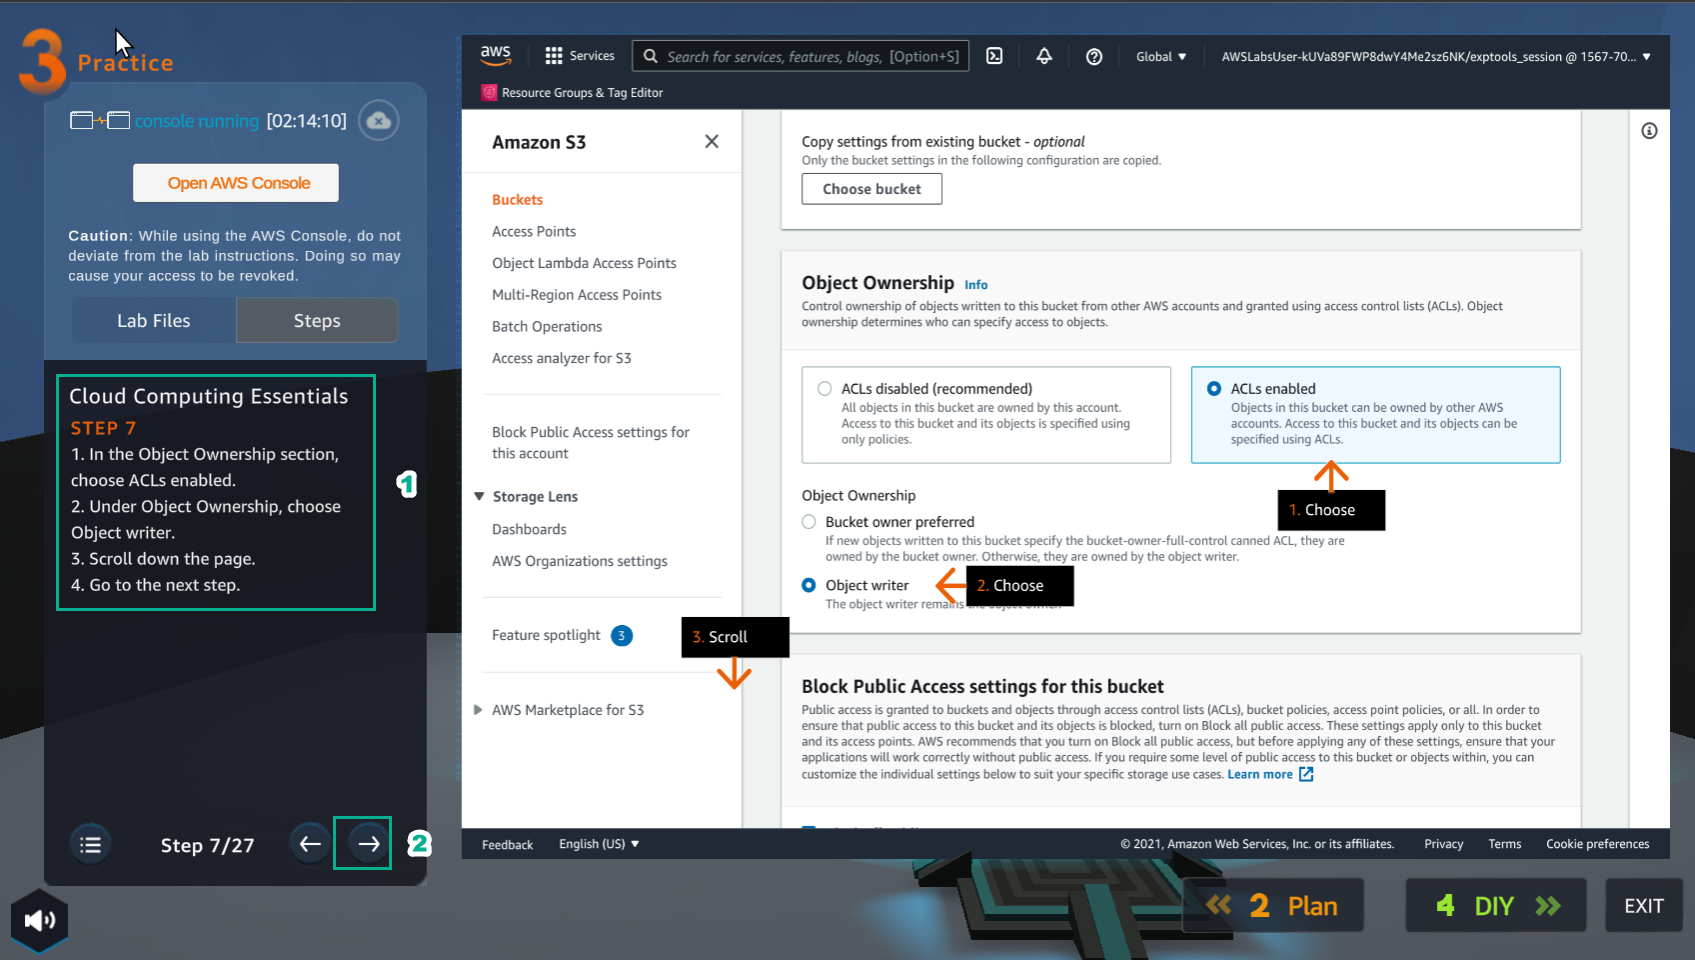 3 Practice
console running [02:14:10]
Open AWS Console
Caution: While using the AWS Console, do not
deviate from the lab instructions. Doing so may
cause your access to be revoked.
Lab Files
Steps
Cloud Computing Essentials
STEP 7
1. In the Object Ownership section,
choose ACLs enabled.
2. Under Object Ownership, choose
Object writer.
3. Scroll down the page.
4. Go to the next step.
1
Step 7/27
2
aws
Services
Search for services, features, blogs, [Option+S]
Global ▼
AWSLabsUser-kUVa89FWP8dwY4Me2sz6NK/exptools_session @ 1567-70... ▼
Resource Groups & Tag Editor
Amazon S3
Buckets
Access Points
Object Lambda Access Points
Multi-Region Access Points
Batch Operations
Access analyzer for S3
Block Public Access settings for
this account
Storage Lens
Dashboards
AWS Organizations settings
Feature spotlight 3
AWS Marketplace for S3
Copy settings from existing bucket - optional
Only the bucket settings in the following configuration are copied.
Choose bucket
Object Ownership Info
Control ownership of objects written to this bucket from other AWS accounts and granted using access control lists (ACLs). Object
ownership determines who can specify access to objects.
ACLs disabled (recommended)
All objects in this bucket are owned by this account.
Access to this bucket and its objects is specified using
only policies.
ACLs enabled
Objects in this bucket can be owned by other AWS
accounts. Access to this bucket and its objects can be
specified using ACLs.
1. Choose
Object Ownership
Bucket owner preferred
If new objects written to this bucket specify the bucket-owner-full-control canned ACL, they are
owned by the bucket owner. Otherwise, they are owned by the object writer.
Object writer
2. Choose
The object writer remains the object owner.
3. Scroll
Block Public Access settings for this bucket
Public access is granted to buckets and objects through access control lists (ACLs), bucket policies, access point policies, or all. In order to
ensure that public access to this bucket and its objects is blocked, turn on Block all public access. These settings apply only to this bucket
and its access points. AWS recommends that you turn on Block all public access, but before applying any of these settings, ensure that your
applications will work correctly without public access. If you require some level of public access to this bucket or objects within, you can
customize the individual settings below to suit your specific storage use cases. Learn more
Feedback
English (US) ▼
© 2021, Amazon Web Services, Inc. or its affiliates.
Privacy
Terms
Cookie preferences
2 Plan
4 DIY
EXIT